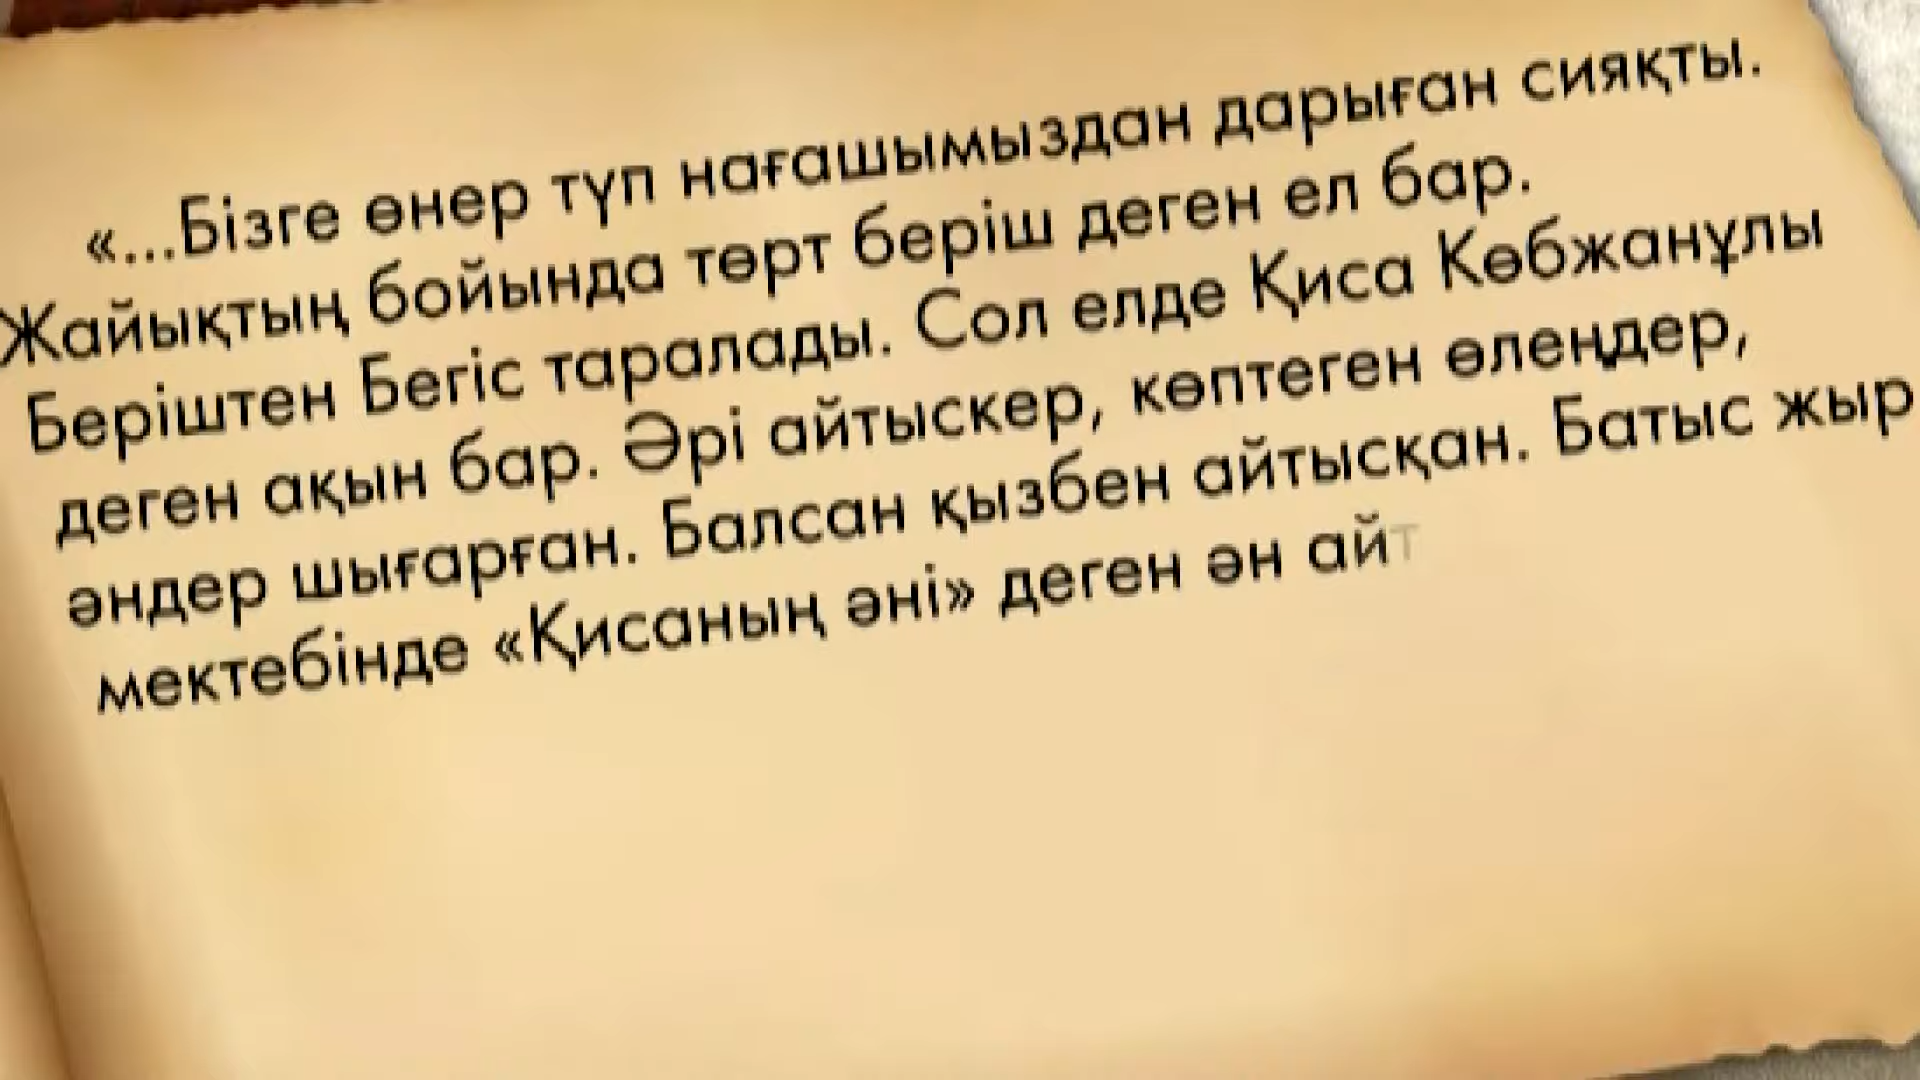 «...Бізге өнер түп нағашымыздан дарыған сияқты.
Жайықтың бойында төрт беріш деген ел бар.
Беріштен Бегіс таралады. Сол елде Қиса Көбжанұлы
деген ақын бар. Әрі айтыскер, көптеген өлеңдер,
әндер шығарған. Балсан қызбен айтысқан. Батыс жыр
мектебінде «Қисаның әні» деген ән айт